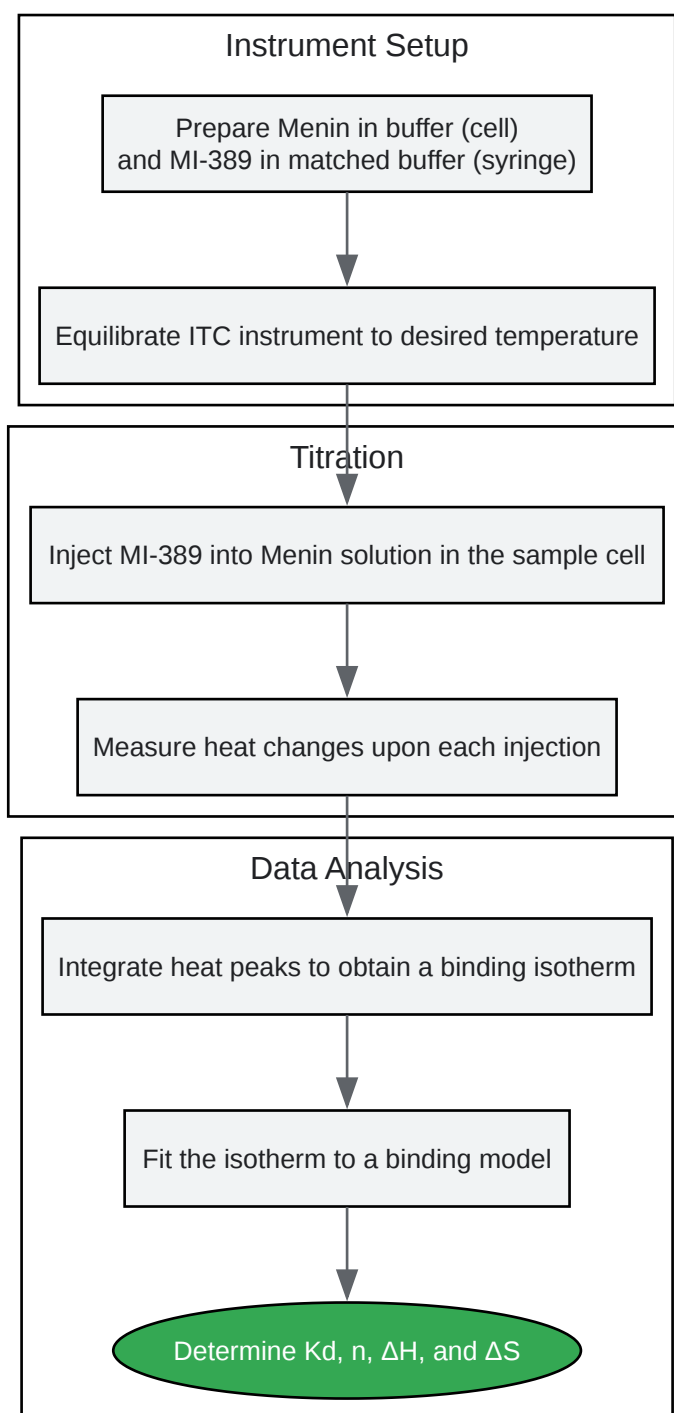 Instrument Setup
Prepare Menin in buffer (cell)
and MI-389 in matched buffer (syringe)
Equilibrate ITC instrument to desired temperature
Titration
Inject MI-389 into Menin solution in the sample cell
Measure heat changes upon each injection
Data Analysis
Integrate heat peaks to obtain a binding isotherm
Fit the isotherm to a binding model
Determine Kd, n, ΔH, and ΔS